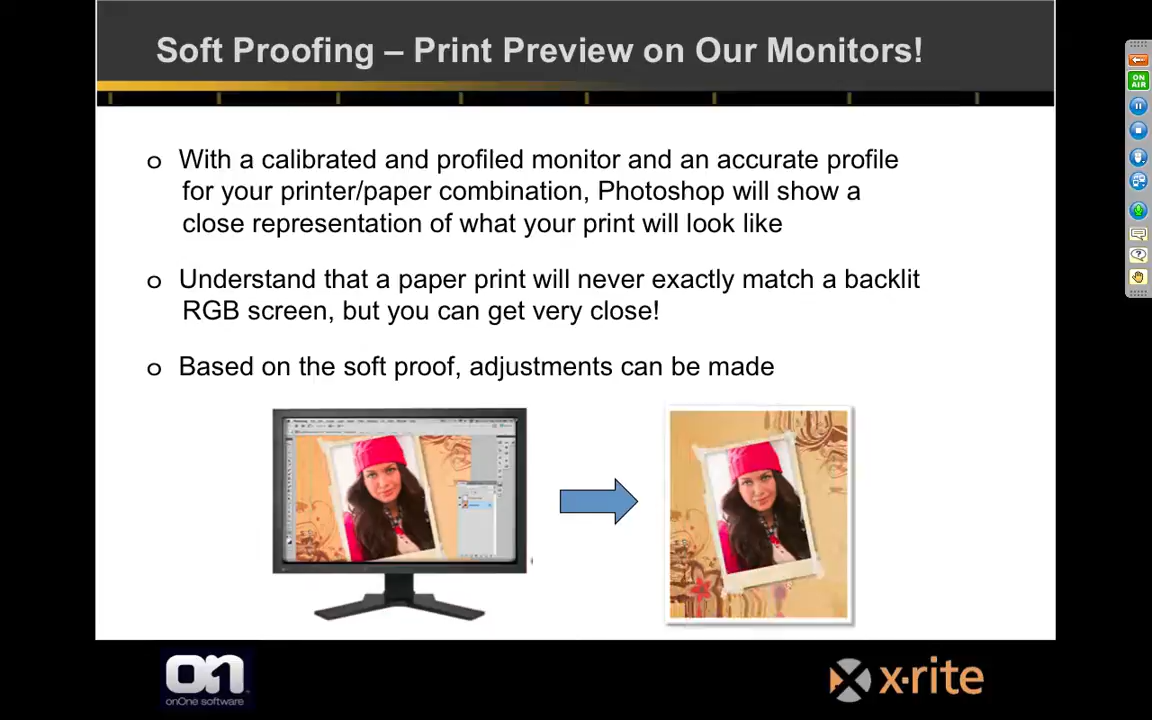 Soft Proofing – Print Preview on Our Monitors!
ON
AIR
o With a calibrated and profiled monitor and an accurate profile
for your printer/paper combination, Photoshop will show a
close representation of what your print will look like
o Understand that a paper print will never exactly match a backlit
RGB screen, but you can get very close!
o Based on the soft proof, adjustments can be made
on
onOne software
x·rite